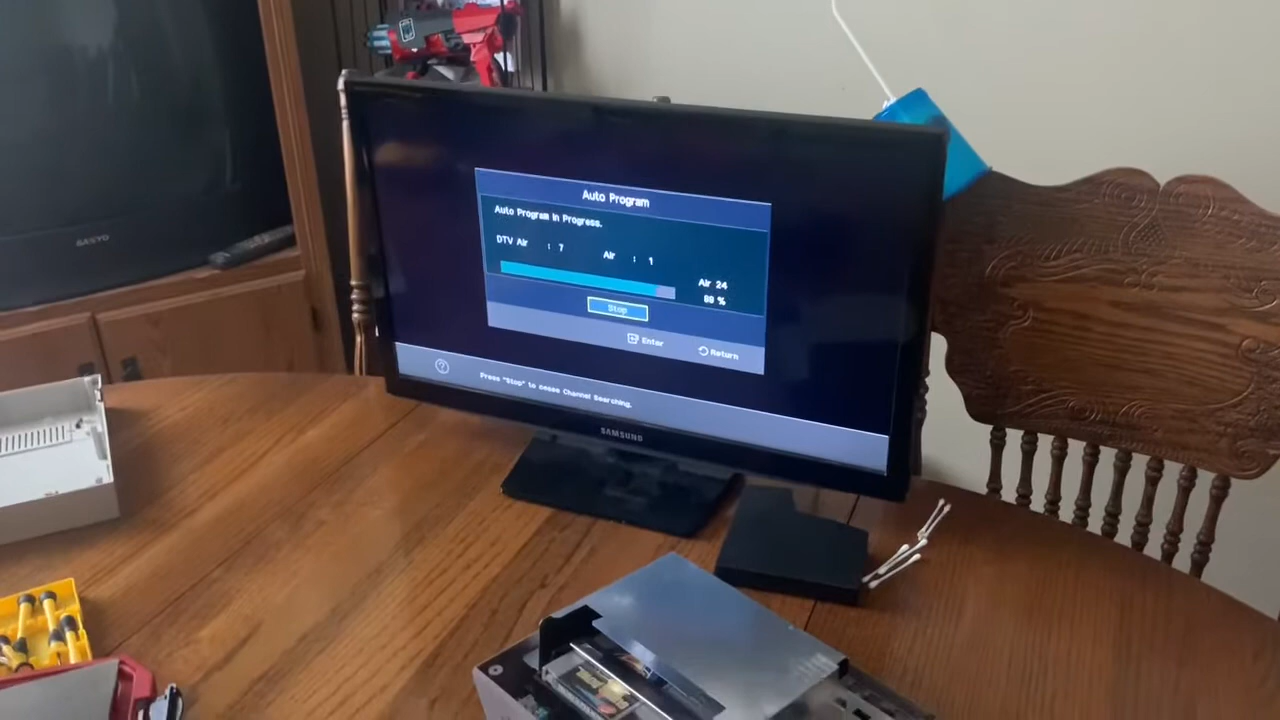 SANYO
Auto Program
Auto Program in Progress.
DTV Air : 7
Air : 1
Air 24
89 %
Stop
Enter
Return
Press "Stop" to cease Channel Searching.
SAMSUNG